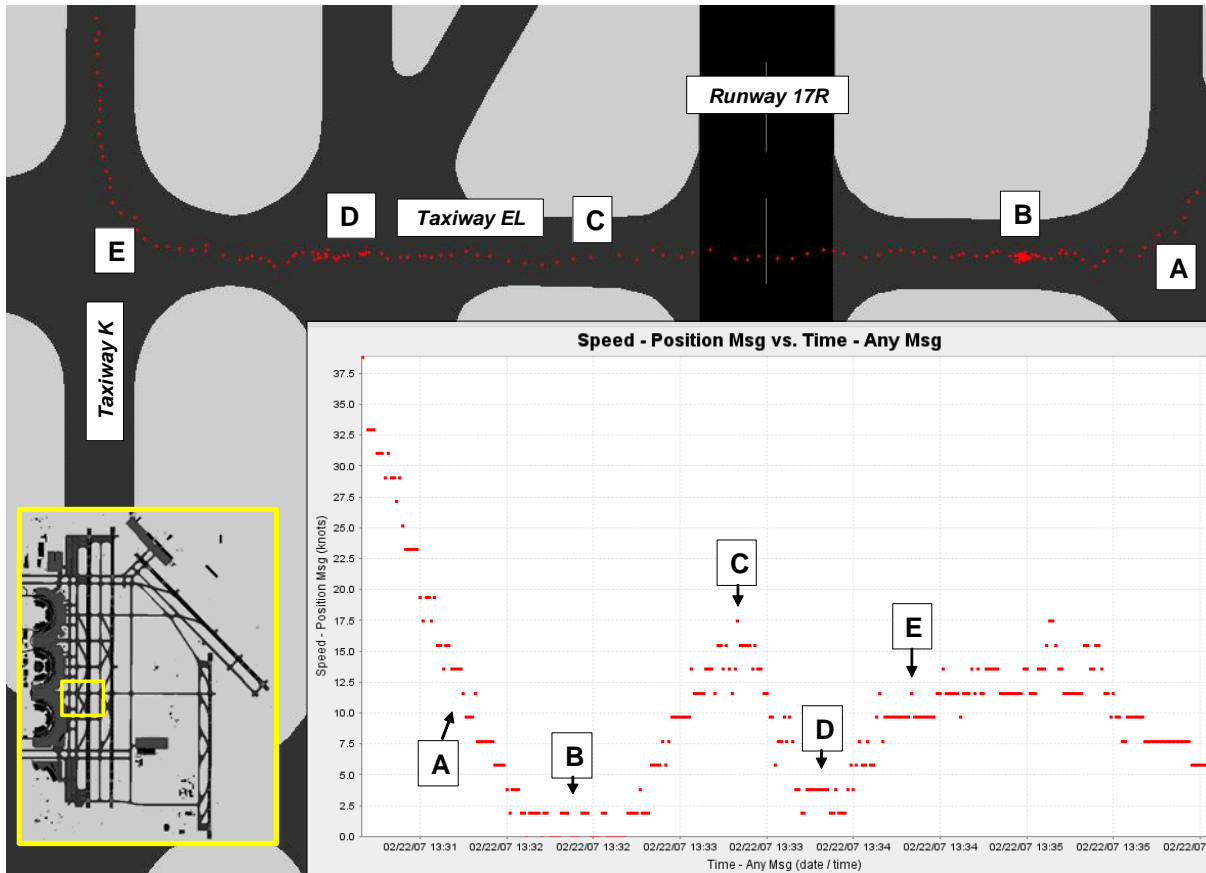 Runway 17R
D
Taxiway EL
C
B
E
A
Taxiway K
Speed - Position Msg vs. Time - Any Msg
Speed - Position Msg (knots)
37.5
35.0
32.5
30.0
27.5
25.0
22.5
20.0
17.5
15.0
12.5
10.0
7.5
5.0
2.5
0.0
C
E
A
B
D
02/22/07 13:31 02/22/07 13:32 02/22/07 13:32 02/22/07 13:33 02/22/07 13:33 02/22/07 13:34 02/22/07 13:34 02/22/07 13:35 02/22/07 13:35 02/22/07
Time - Any Msg (date / time)